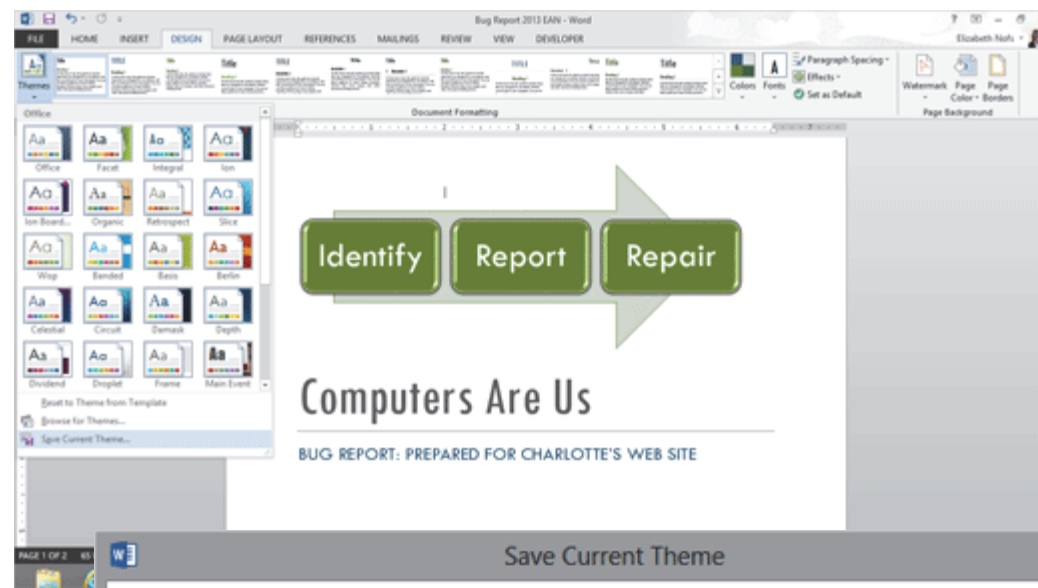 Bug Report 2013 EAN - Word
FILE HOME INSERT DESIGN PAGE LAYOUT REFERENCES MAILINGS REVIEW VIEW DEVELOPER Elizabeth Nofs
Themes
Title
Colors
Fonts
Paragraph Spacing
Effects
Set as Default
Watermark
Page Color
Page Borders
Document Formatting
Page Background
Office
Office Facet Integral Ion
Ion Board... Organic Retrospect Slice
Wisp Banded Basis Berlin
Celestial Circuit Damask Depth
Dividend Droplet Frame Main Event
Reset to Theme from Template
Browse for Themes...
Save Current Theme...
Identify Report Repair
Computers Are Us
BUG REPORT: PREPARED FOR CHARLOTTE'S WEB SITE
PAGE 1 OF 2
Save Current Theme